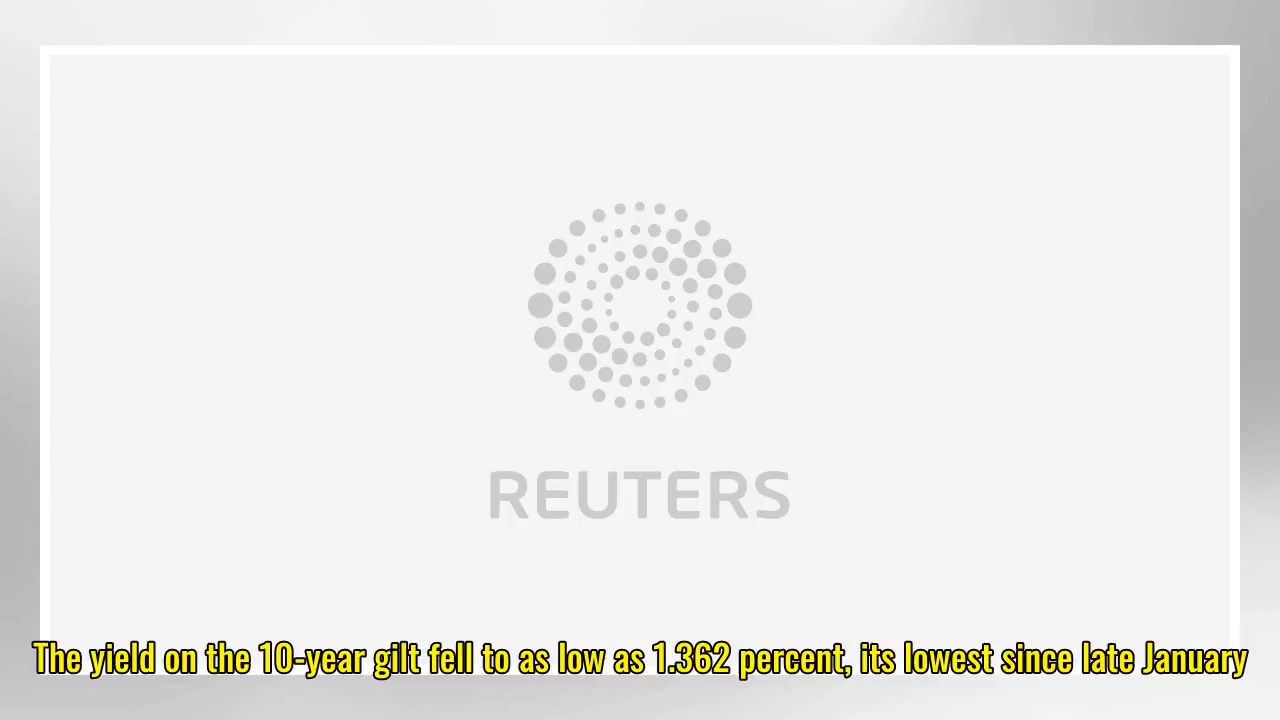 REUTERS
The yield on the 10-year gilt fell to as low as 1.362 percent, its lowest since late January